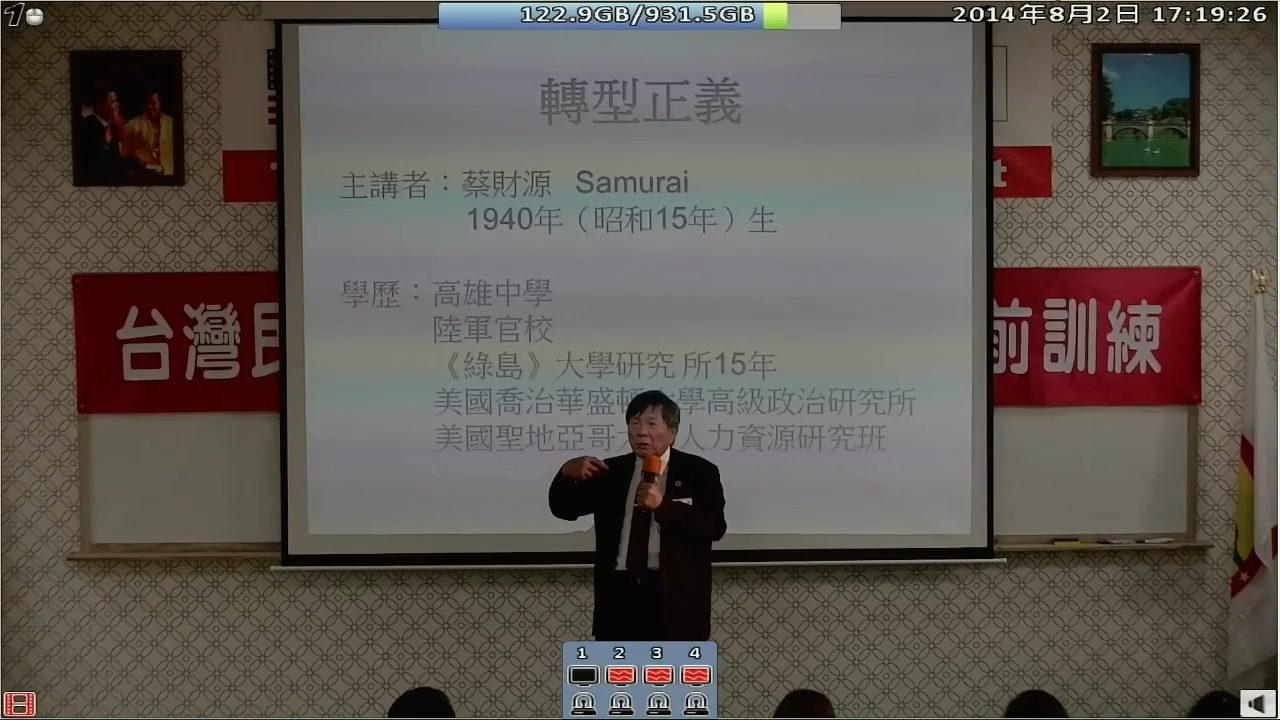 1
122.9GB/931.5GB
2014年8月2日 17:19:26
轉型正義
t
主講者：蔡財源 Samurai
1940年（昭和15年）生
學歷：高雄中學
台灣
前訓練
陸軍官校
《綠島》大學研究 所15年
美國喬治華盛頓 學高級政治研究所
美國聖地亞哥 人力資源研究班
1 2 3 4